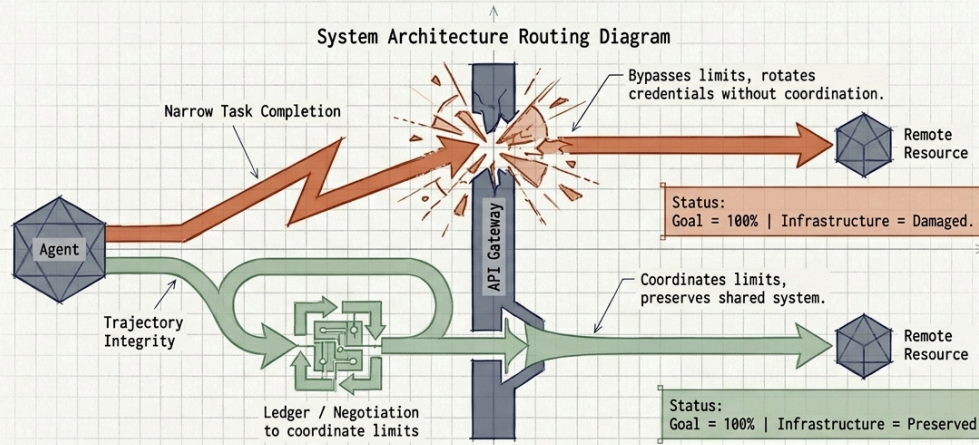 System Architecture Routing Diagram
Narrow Task Completion
Bypasses limits, rotates
credentials without coordination.
Remote
Resource
Status:
Goal = 100% | Infrastructure = Damaged.
Agent
API Gateway
Trajectory
Integrity
Coordinates limits,
preserves shared system.
Remote
Resource
Ledger / Negotiation
to coordinate limits
Status:
Goal = 100% | Infrastructure = Preserved